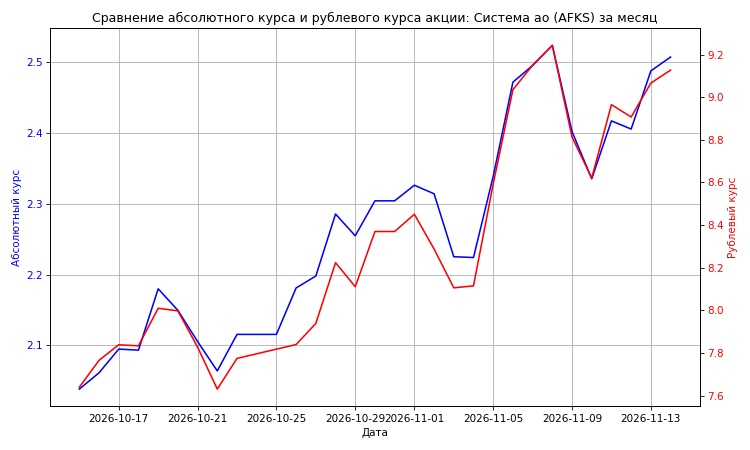 Сравнение абсолютного курса и рублевого курса акции: Система ао (AFKS) за месяц
Абсолютный курс
2.5
2.4
2.3
2.2
2.1
9.2
9.0
8.8
8.6
8.4
8.2
8.0
7.8
7.6
Рублевый курс
2026-10-17 2026-10-21 2026-10-25 2026-10-29 2026-11-01 2026-11-05 2026-11-09 2026-11-13
Дата